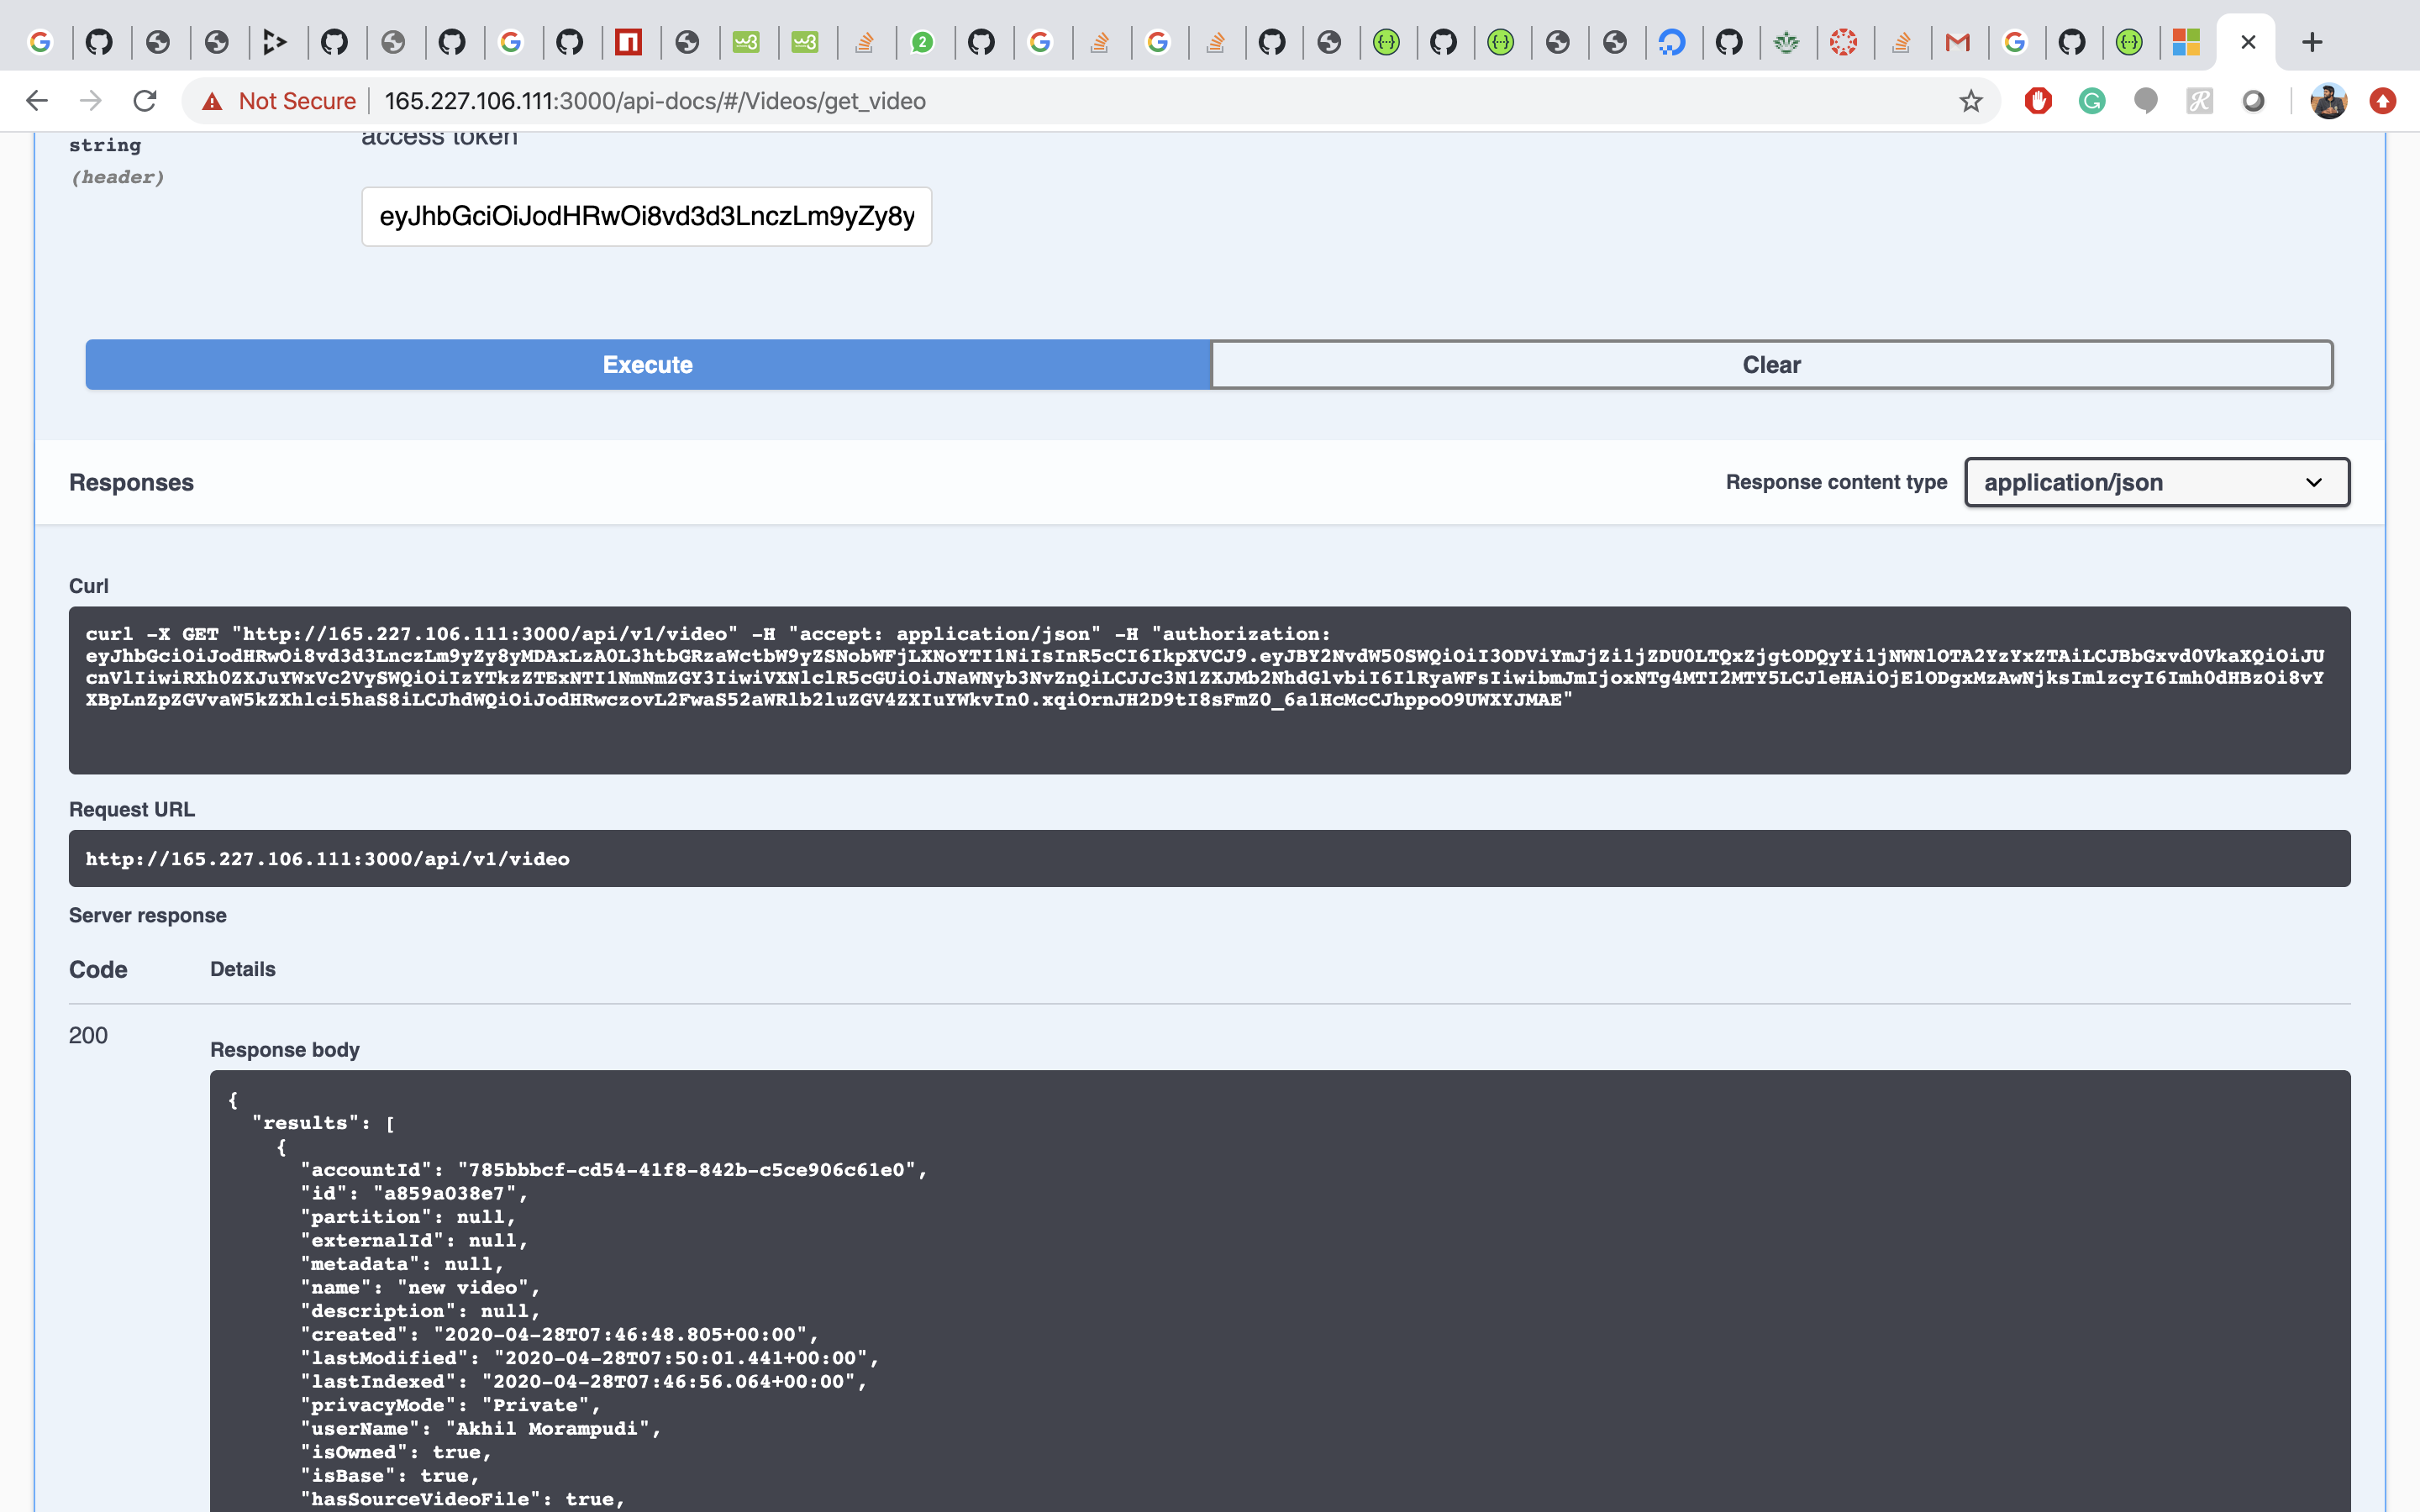 Not Secure 165.227.106.111:3000/api-docs/#/Videos/get_video
string
access token
(header)
eyJhbGciOiJodHRwOi8vd3d3LnczLm9yZy8y
Execute
Clear
Responses
Response content type
application/json
Curl
curl -X GET "http://165.227.106.111:3000/api/v1/video" -H "accept: application/json" -H "authorization:
eyJhbGciOiJodHRwOi8vd3d3LnczLm9yZy8yMDAxLzA0L3htbGRzaWctbW9yZSNobWFjLXNoYTI1NiIsInR5cCI6IkpXVCJ9.eyJBY2NvdW50SWQiOiI3ODViYmJjZi1jZDU0LTQxZjgtODQyYi1jNWNlOTA2YzYxZTAiLCJBbGxvd0VkaXQiOiJU
cnVlIiwiRXh0ZXJuYWxVc2VySWQiOiIzYTkzZTExNTI1NmNmZGY3IiwiVXNlclR5cGUiOiJNaWNyb3NvZnQiLCJJc3N1ZXJMb2NhdGlvbiI6IlRyaWFsIiwibmJmIjoxNTg4MTI2MTY5LCJleHAiOjE1ODgxMzAwNjksImlzcyI6Imh0dHBzOi8vY
XBpLnZpZGVvaW5kZXhlci5haS8iLCJhdWQiOiJodHRwczovL2FwaS52aWRlb2luZGV4ZXIuYWkvIn0.xqiOrnJH2D9tI8sFmZ0_6a1HcMcCJhppoO9UWXYJMAE"
Request URL
http://165.227.106.111:3000/api/v1/video
Server response
Code Details
200
Response body
{
"results": [
{
"accountId": "785bbbcf-cd54-41f8-842b-c5ce906c61e0",
"id": "a859a038e7",
"partition": null,
"externalId": null,
"metadata": null,
"name": "new video",
"description": null,
"created": "2020-04-28T07:46:48.805+00:00",
"lastModified": "2020-04-28T07:50:01.441+00:00",
"lastIndexed": "2020-04-28T07:46:56.064+00:00",
"privacyMode": "Private",
"userName": "Akhil Morampudi",
"isOwned": true,
"isBase": true,
"hasSourceVideoFile": true,